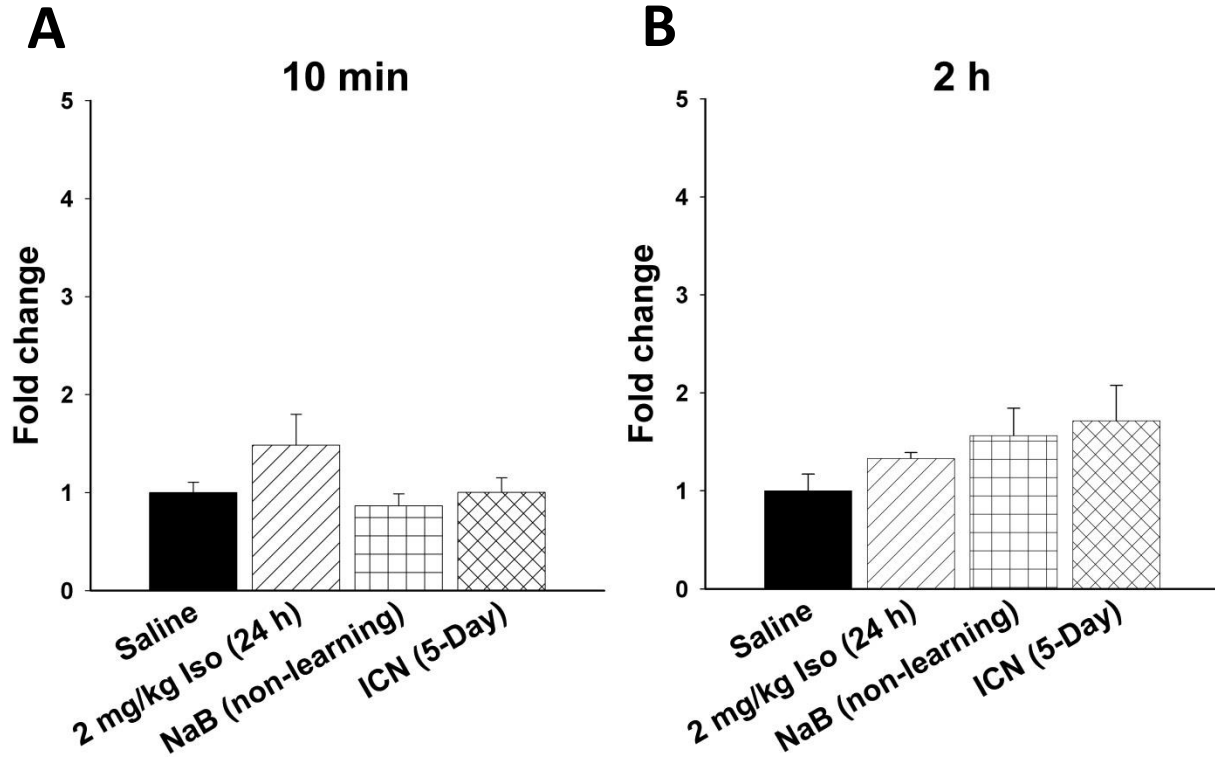 A
10 min
5
4
3
2
1
0
Fold change
Saline
2 mg/kg Iso (24 h)
NaB (non-learning)
ICN (5-Day)
B
2 h
5
4
3
2
1
0
Fold change
Saline
2 mg/kg Iso (24 h)
NaB (non-learning)
ICN (5-Day)